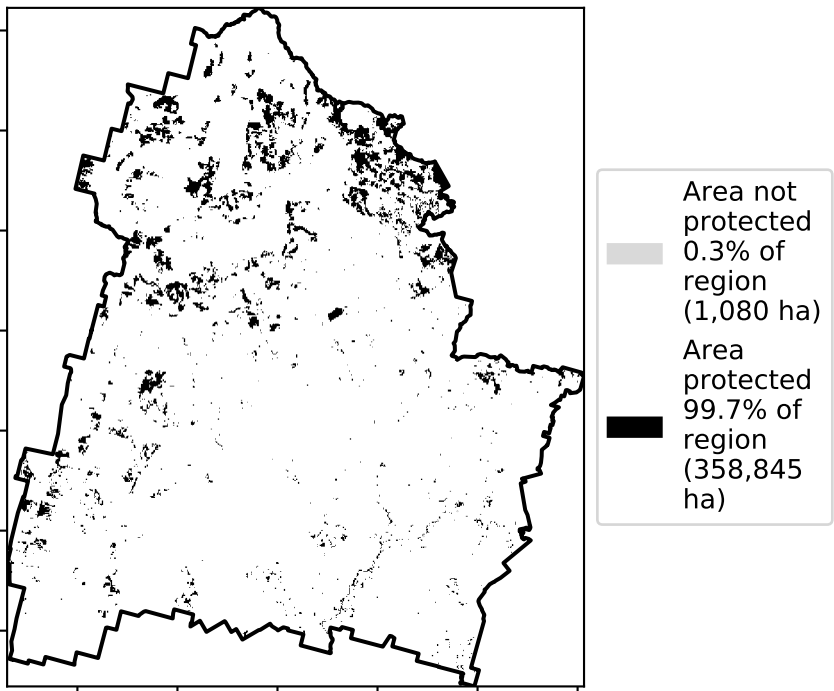 Area not
protected
0.3% of
region
(1,080 ha)
Area
protected
99.7% of
region
(358,845
ha)